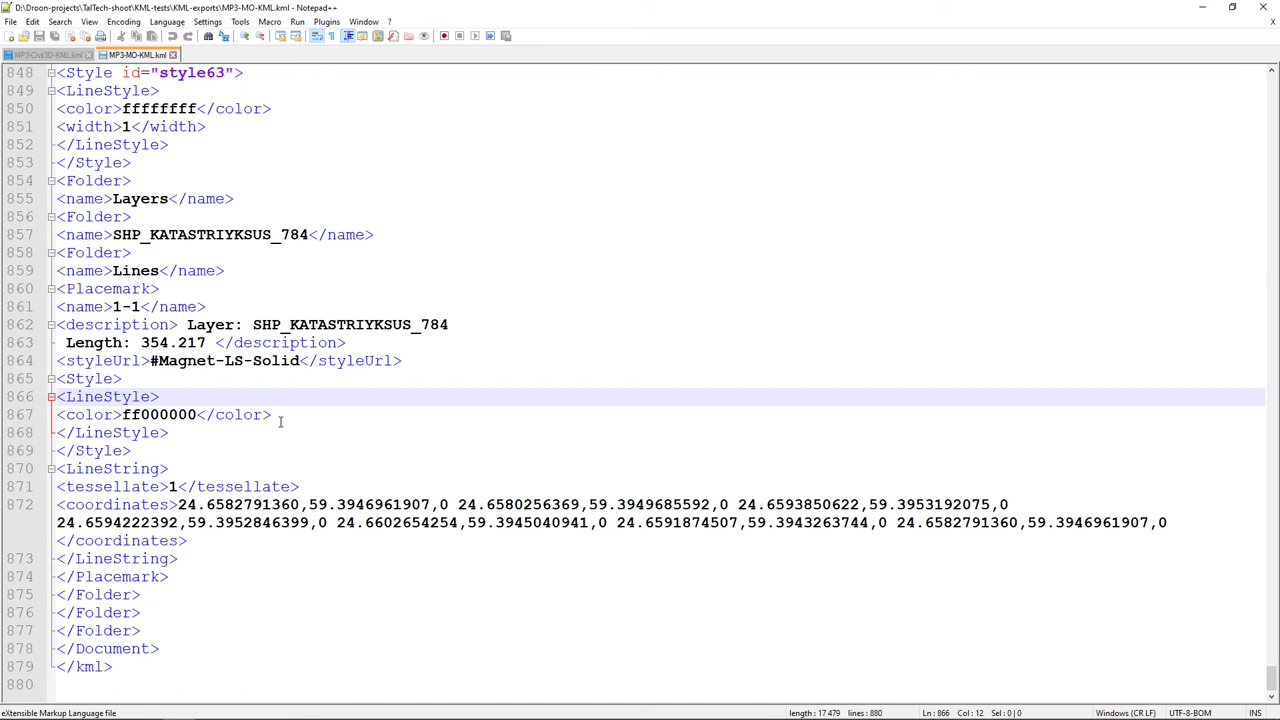 D:\Droon-projects\TalTech-shoot\KML-tests\KML-exports\MP3-MO-KML.kml - Notepad++
File Edit Search View Encoding Language Settings Tools Macro Run Plugins Window ?
MP3-Civil3D-KML.kml MP3-MO-KML.kml
848 <Style id="style63">
849 <LineStyle>
850 <color>ffffffff</color>
851 <width>1</width>
852 </LineStyle>
853 </Style>
854 <Folder>
855 <name>Layers</name>
856 <Folder>
857 <name>SHP_KATASTRIYKSUS_784</name>
858 <Folder>
859 <name>Lines</name>
860 <Placemark>
861 <name>1-1</name>
862 <description> Layer: SHP_KATASTRIYKSUS_784
863 Length: 354.217 </description>
864 <styleUrl>#Magnet-LS-Solid</styleUrl>
865 <Style>
866 <LineStyle>
867 <color>ff000000</color>
868 </LineStyle>
869 </Style>
870 <LineString>
871 <tessellate>1</tessellate>
872 <coordinates>24.6582791360,59.3946961907,0 24.6580256369,59.3949685592,0 24.6593850622,59.3953192075,0
24.6594222392,59.3952846399,0 24.6602654254,59.3945040941,0 24.6591874507,59.3943263744,0 24.6582791360,59.3946961907,0
</coordinates>
873 </LineString>
874 </Placemark>
875 </Folder>
876 </Folder>
877 </Folder>
878 </Document>
879 </kml>
880
eXtensible Markup Language file length : 17 479 lines : 880 Ln : 866 Col : 12 Sel : 0 | 0 Windows (CR LF) UTF-8-BOM INS